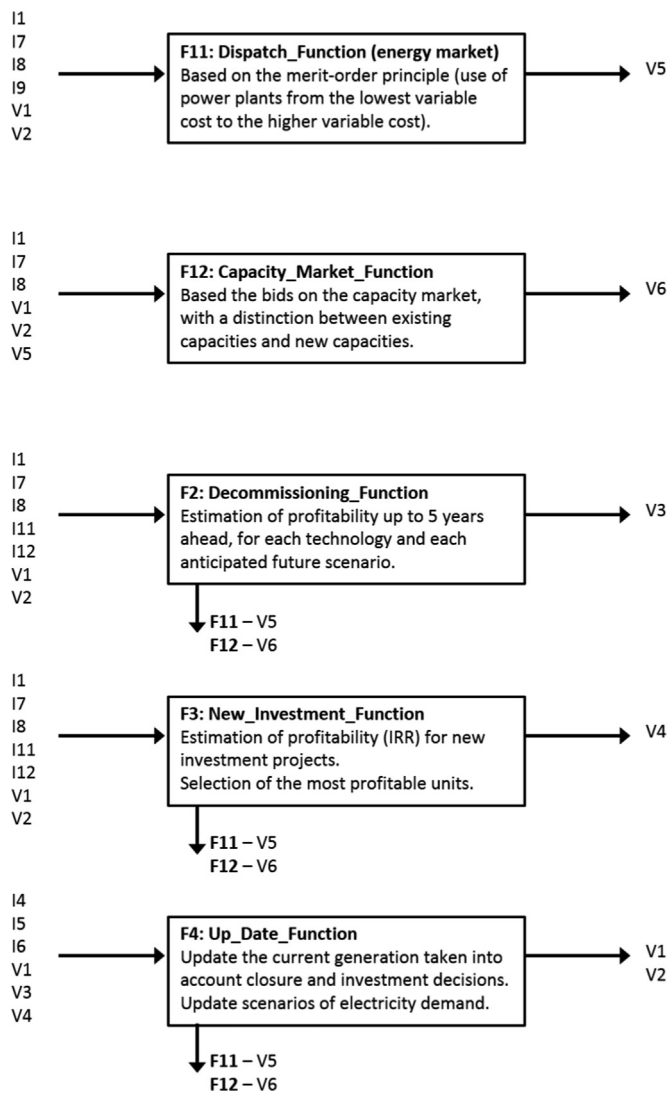 I1
I7
I8
I9
V1
V2
F11: Dispatch_Function (energy market)
Based on the merit-order principle (use of
power plants from the lowest variable
cost to the higher variable cost).
V5
I1
I7
I8
V1
V2
V5
F12: Capacity_Market_Function
Based the bids on the capacity market,
with a distinction between existing
capacities and new capacities.
V6
I1
I7
I8
I11
I12
V1
V2
F2: Decommissioning_Function
Estimation of profitability up to 5 years
ahead, for each technology and each
anticipated future scenario.
V3
F11 – V5
F12 – V6
I1
I7
I8
I11
I12
V1
V2
F3: New_Investment_Function
Estimation of profitability (IRR) for new
investment projects.
Selection of the most profitable units.
V4
F11 – V5
F12 – V6
I4
I5
I6
V1
V3
V4
F4: Up_Date_Function
Update the current generation taken into
account closure and investment decisions.
Update scenarios of electricity demand.
V1
V2
F11 – V5
F12 – V6